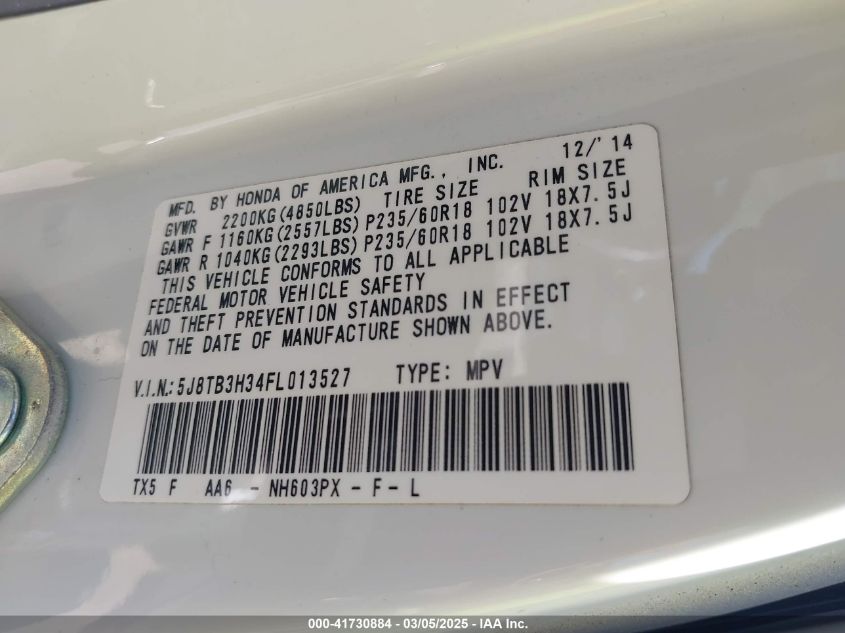 MFD. BY HONDA OF AMERICA MFG., INC. 12/'14
GVWR 2200KG(4850LBS) TIRE SIZE RIM SIZE
GAWR F 1160KG(2557LBS) P235/60R18 102V 18X7.5J
GAWR R 1040KG(2293LBS) P235/60R18 102V 18X7.5J
THIS VEHICLE CONFORMS TO ALL APPLICABLE
FEDERAL MOTOR VEHICLE SAFETY
AND THEFT PREVENTION STANDARDS IN EFFECT
ON THE DATE OF MANUFACTURE SHOWN ABOVE.
V.I.N.: 5J8TB3H34FL013527 TYPE: MPV
TX5 F AA6 - NH603PX - F - L
000-41730884 | 03/05/2025 | IAA Inc.